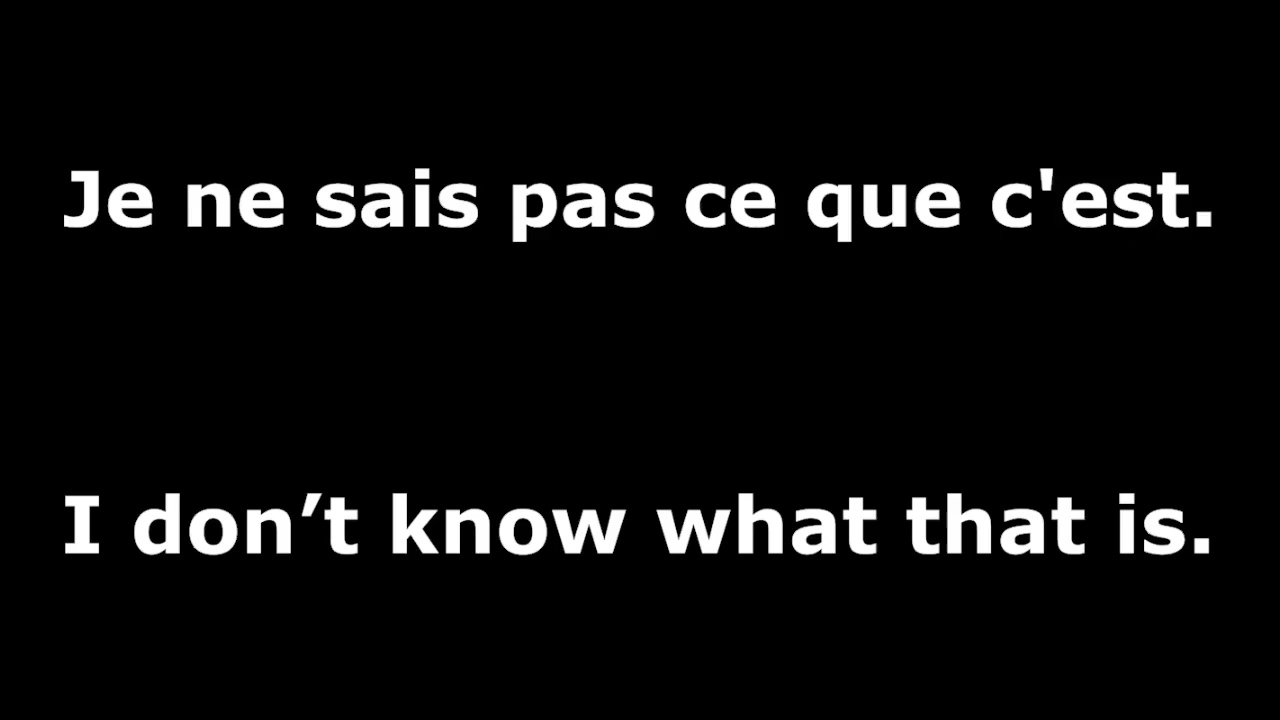 Je ne sais pas ce que c'est.
I don’t know what that is.